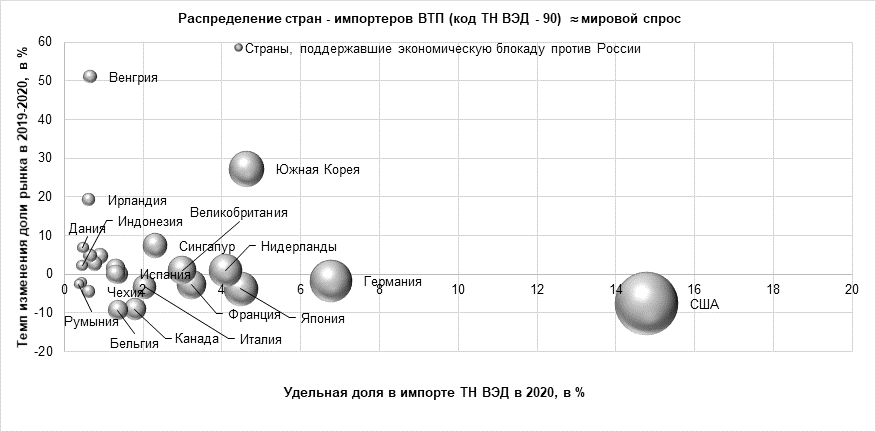 Распределение стран - импортеров ВТП (код ТН ВЭД - 90) ≈ мировой спрос
Страны, поддержавшие экономическую блокаду против России
Темп изменения доли рынка в 2019-2020, в %
60
50
40
30
20
10
0
-10
-20
Венгрия
Южная Корея
Ирландия
Великобритания
Индонезия
Дания
Сингапур
Нидерланды
Испания
Германия
Чехия
США
Румыния
Франция
Япония
Бельгия
Канада
Италия
0 2 4 6 8 10 12 14 16 18 20
Удельная доля в импорте ТН ВЭД в 2020, в %